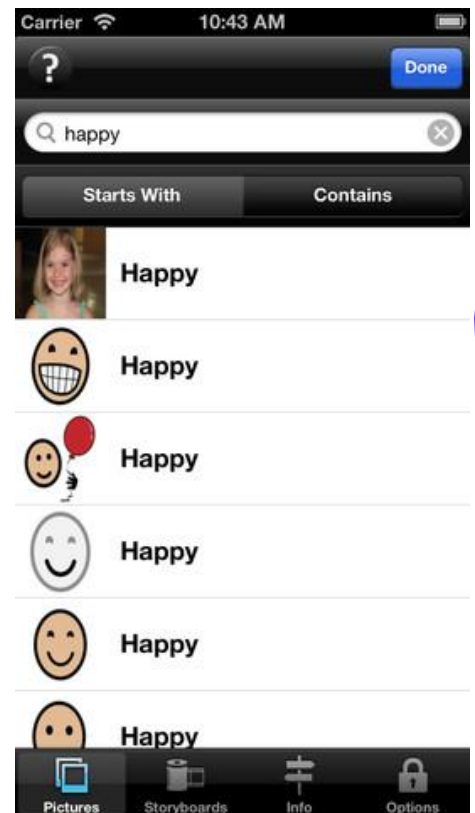 Carrier 10:43 AM
?
Done
happy
Starts With Contains
Happy
Happy
Happy
Happy
Happy
Happy
Pictures Storyboards Info Options